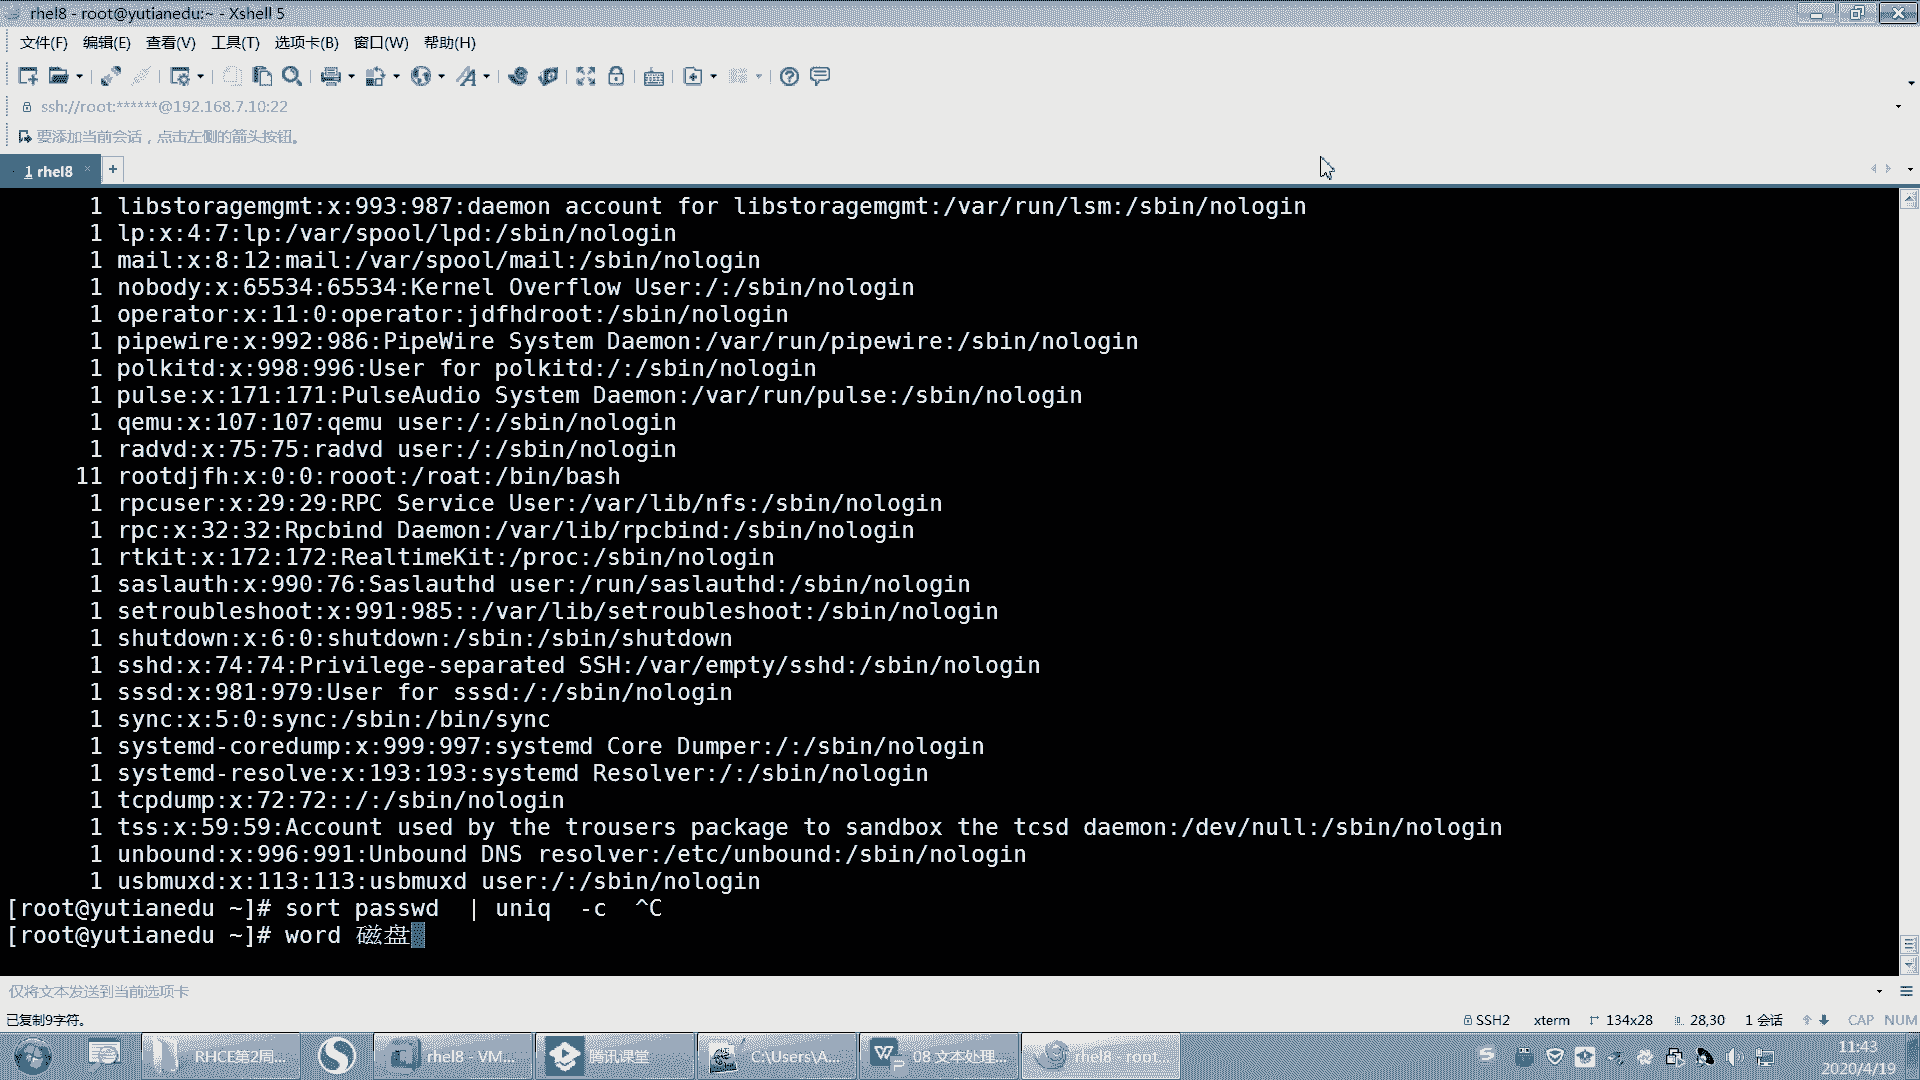 rhel8 - root@yutianedu:~ - Xshell 5
文件(F) 编辑(E) 查看(V) 工具(T) 选项卡(B) 窗口(W) 帮助(H)
ssh://root:******@192.168.7.10:22
要添加当前会话，点击左侧的箭头按钮。
1 rhel8 +
1 libstoragemgmt:x:993:987:daemon account for libstoragemgmt:/var/run/lsm:/sbin/nologin
1 lp:x:4:7:lp:/var/spool/lpd:/sbin/nologin
1 mail:x:8:12:mail:/var/spool/mail:/sbin/nologin
1 nobody:x:65534:65534:Kernel Overflow User:/:/sbin/nologin
1 operator:x:11:0:operator:jdfhdroot:/sbin/nologin
1 pipewire:x:992:986:PipeWire System Daemon:/var/run/pipewire:/sbin/nologin
1 polkitd:x:998:996:User for polkitd:/:/sbin/nologin
1 pulse:x:171:171:PulseAudio System Daemon:/var/run/pulse:/sbin/nologin
1 qemu:x:107:107:qemu user:/:/sbin/nologin
1 radvd:x:75:75:radvd user:/:/sbin/nologin
11 rootdjfh:x:0:0:rooot:/roat:/bin/bash
1 rpcuser:x:29:29:RPC Service User:/var/lib/nfs:/sbin/nologin
1 rpc:x:32:32:Rpcbind Daemon:/var/lib/rpcbind:/sbin/nologin
1 rtkit:x:172:172:RealtimeKit:/proc:/sbin/nologin
1 saslauth:x:990:76:Saslauthd user:/run/saslauthd:/sbin/nologin
1 setroubleshoot:x:991:985::/var/lib/setroubleshoot:/sbin/nologin
1 shutdown:x:6:0:shutdown:/sbin:/sbin/shutdown
1 sshd:x:74:74:Privilege-separated SSH:/var/empty/sshd:/sbin/nologin
1 sssd:x:981:979:User for sssd:/:/sbin/nologin
1 sync:x:5:0:sync:/sbin:/bin/sync
1 systemd-coredump:x:999:997:systemd Core Dumper:/:/sbin/nologin
1 systemd-resolve:x:193:193:systemd Resolver:/:/sbin/nologin
1 tcpdump:x:72:72::/:/sbin/nologin
1 tss:x:59:59:Account used by the trousers package to sandbox the tcsd daemon:/dev/null:/sbin/nologin
1 unbound:x:996:991:Unbound DNS resolver:/etc/unbound:/sbin/nologin
1 usbmuxd:x:113:113:usbmuxd user:/:/sbin/nologin
[root@yutianedu ~]# sort passwd  | uniq  -c  ^C
[root@yutianedu ~]# word 磁盘
仅将文本发送到当前选项卡
已复制9字符。 SSH2 xterm 134x28 28,30 1 会话 CAP NUM
RHCE第2周... rhel8 - VM... 腾讯课堂 C:\Users\A... 08 文本处理... rhel8 - root... 11:43
2020/4/19